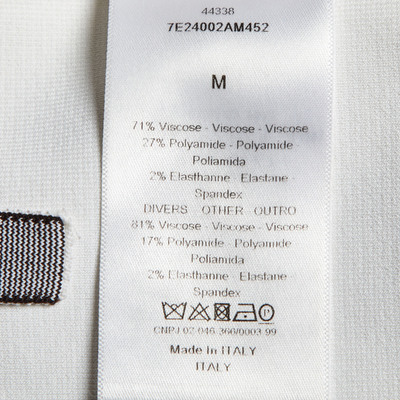 44338
7E24002AM452
M
71% Viscose - Viscose - Viscose
27% Polyamide - Polyamide -
Poliamida
2% Elasthanne - Elastane -
Spandex
DIVERS OTHER OUTRO
81% Viscose - Viscose - Viscose
17% Polyamide - Polyamide
Poliamida
2% Elasthanne - Elastane
Spandex
CNPJ 02 046 360/0003 99
Made in ITALY
ITALY